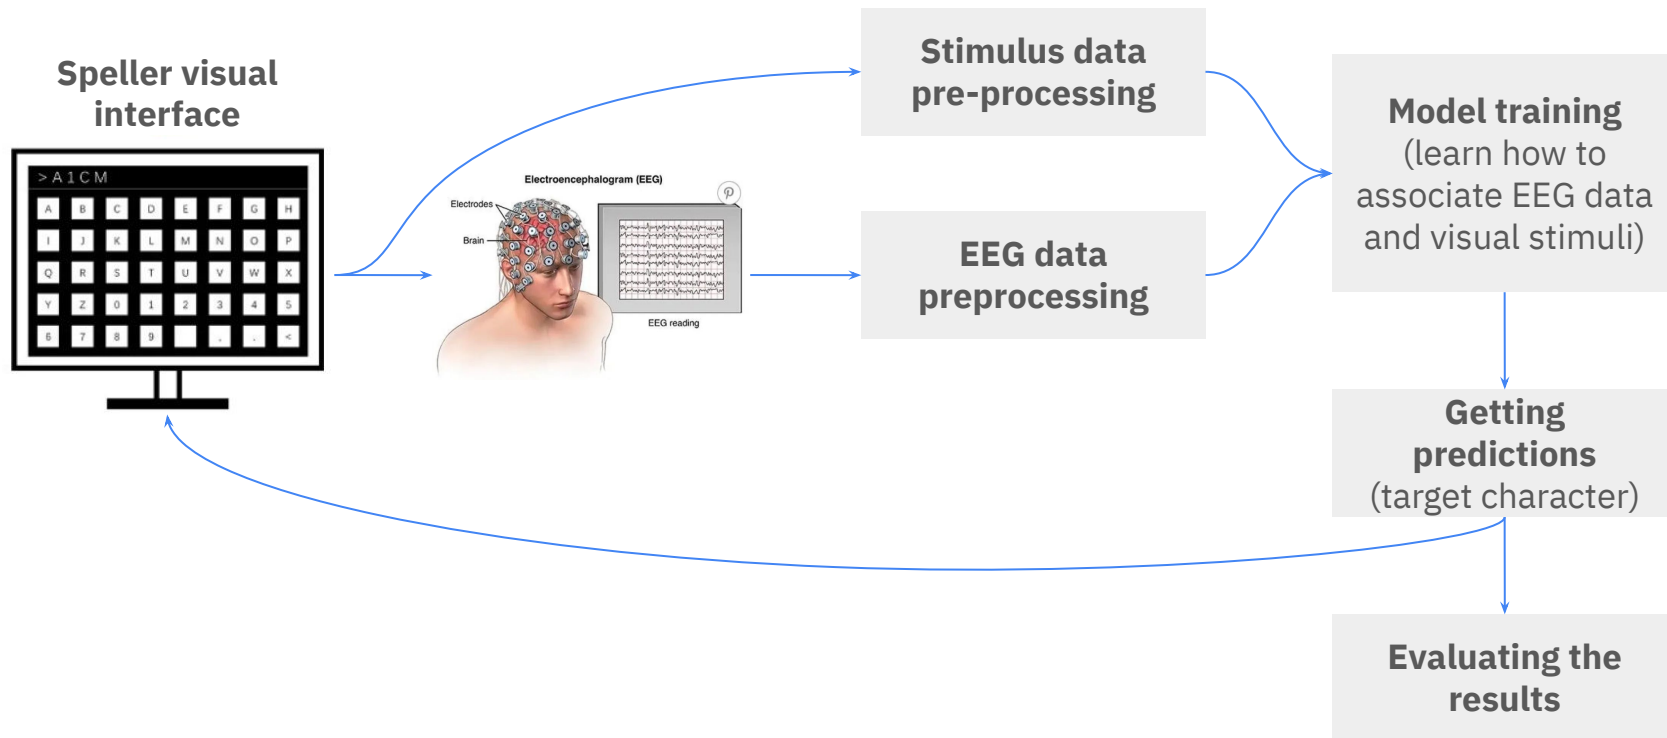 Speller visual
interface
>A1CM
A B C D E F G H
I J K L M N O P
Q R S T U V W X
Y Z 0 1 2 3 4 5
6 7 8 9 , . <
Electroencephalogram (EEG)
Electrodes
Brain
EEG reading
Stimulus data
pre-processing
EEG data
preprocessing
Model training
(learn how to
associate EEG data
and visual stimuli)
Getting
predictions
(target character)
Evaluating the
results